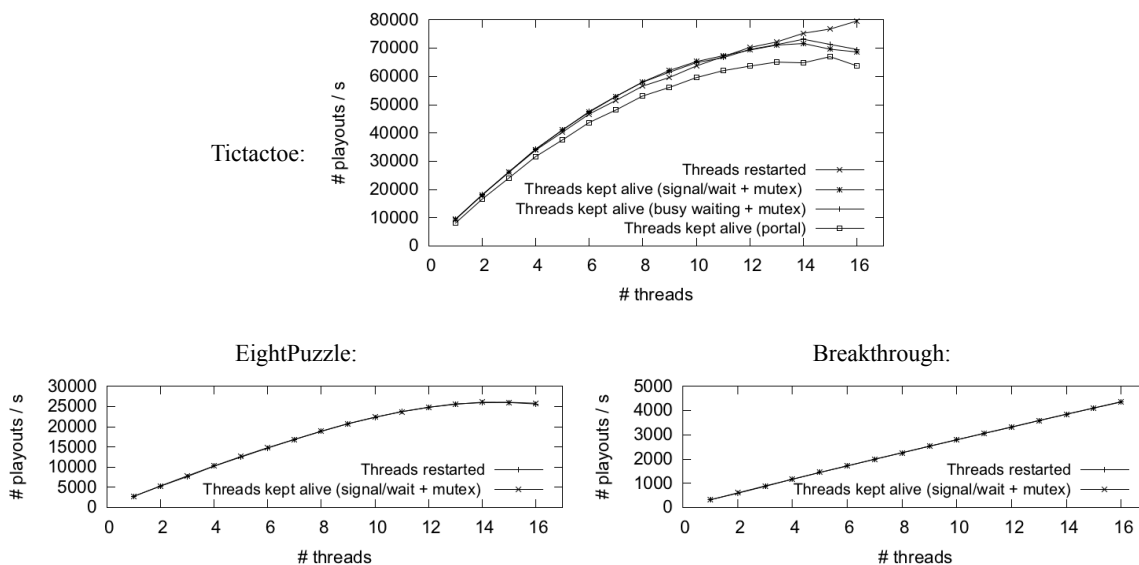 Tictactoe:
# playouts / s
80000
70000
60000
50000
40000
30000
20000
10000
0
Threads restarted
Threads kept alive (signal/wait + mutex)
Threads kept alive (busy waiting + mutex)
Threads kept alive (portal)
0 2 4 6 8 10 12 14 16
# threads
EightPuzzle:
# playouts / s
30000
25000
20000
15000
10000
5000
0
Threads restarted
Threads kept alive (signal/wait + mutex)
0 2 4 6 8 10 12 14 16
# threads
Breakthrough:
# playouts / s
5000
4000
3000
2000
1000
0
Threads restarted
Threads kept alive (signal/wait + mutex)
0 2 4 6 8 10 12 14 16
# threads